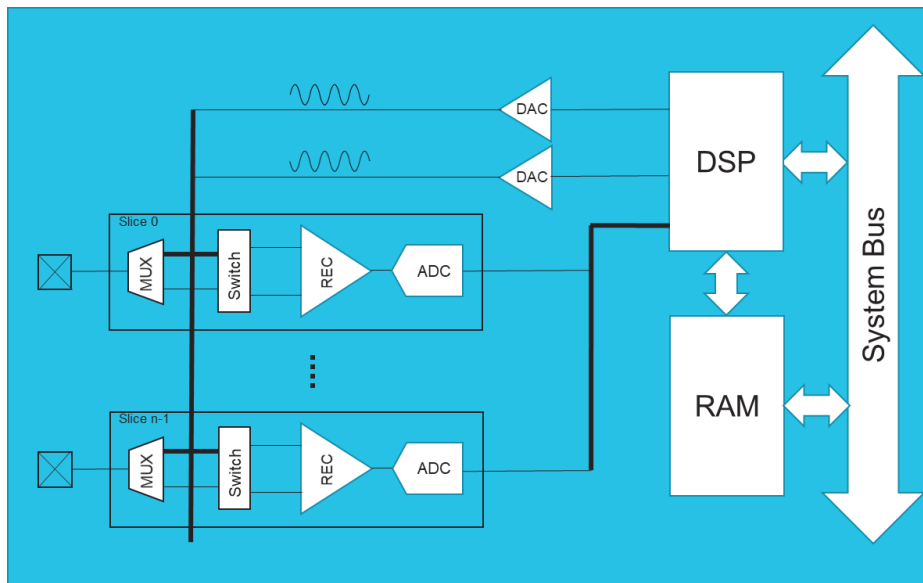 DAC
DSP
DAC
Slice 0
MUX
Switch
REC
ADC
System Bus
RAM
Slice n-1
MUX
Switch
REC
ADC